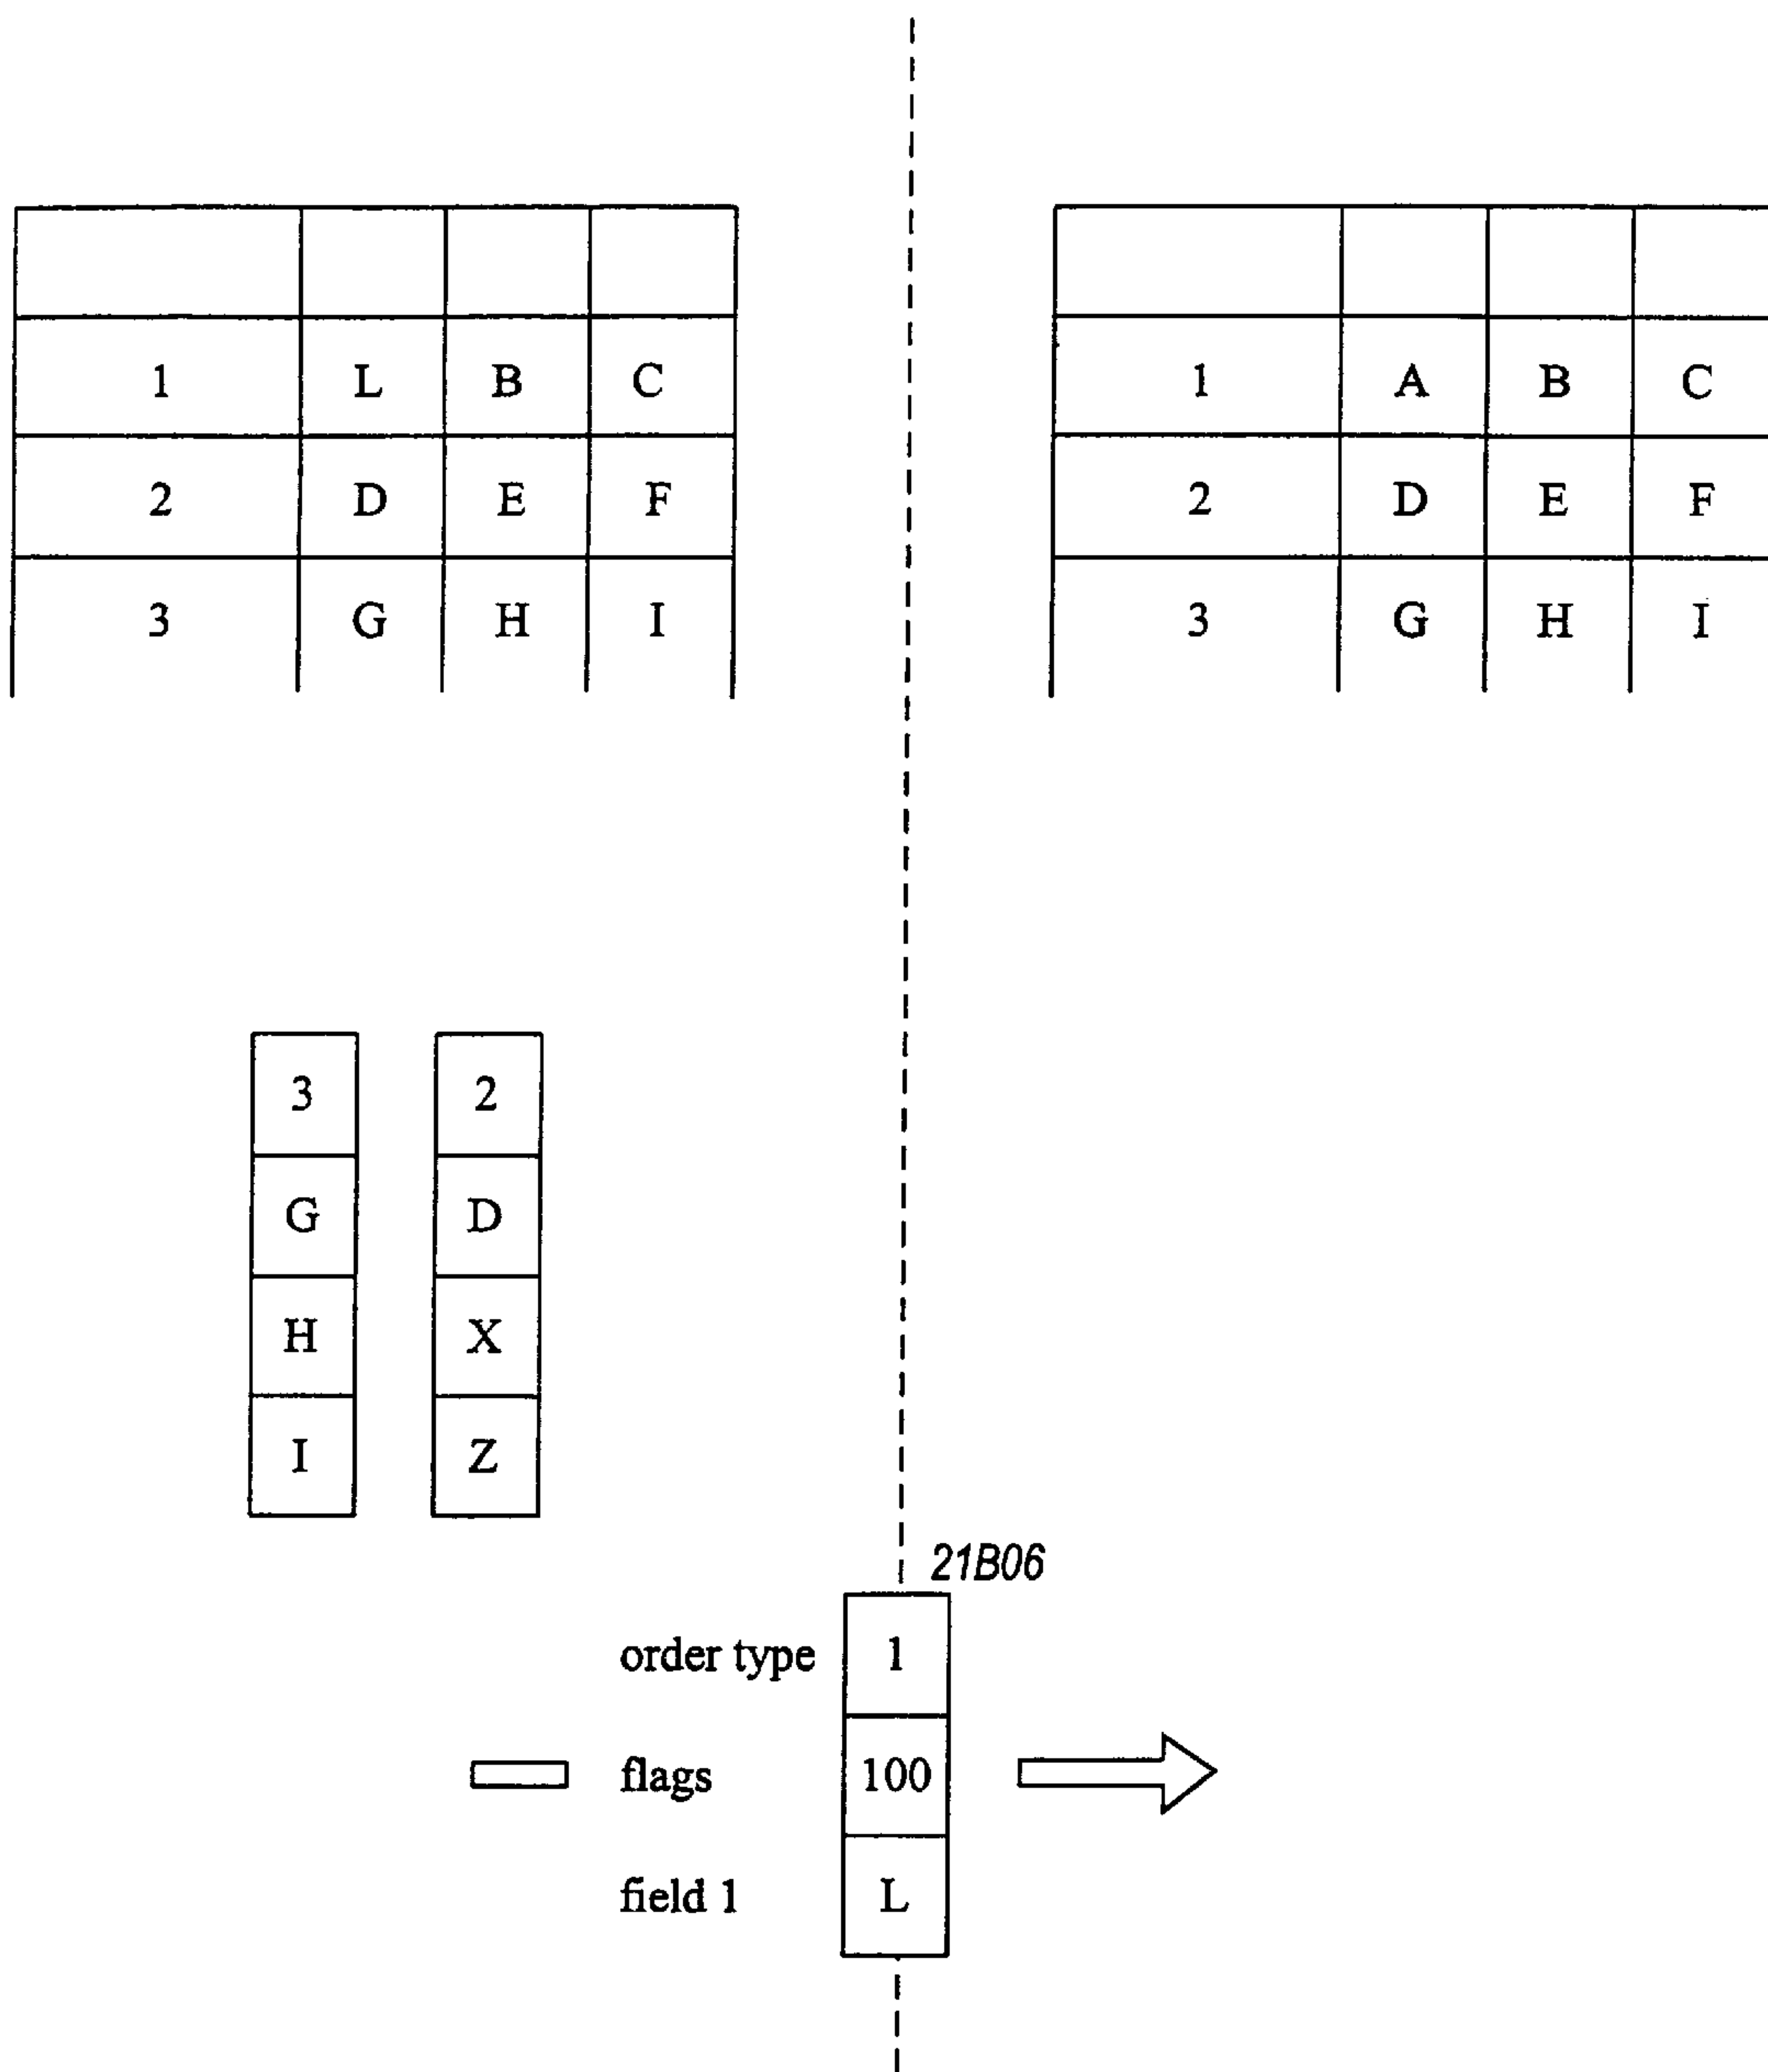 1 L B C
2 D E F
3 G H I
1 A B C
2 D E F
3 G H I
3 2
G D
H X
I Z
21B06
order type 1
flags 100
field 1 L